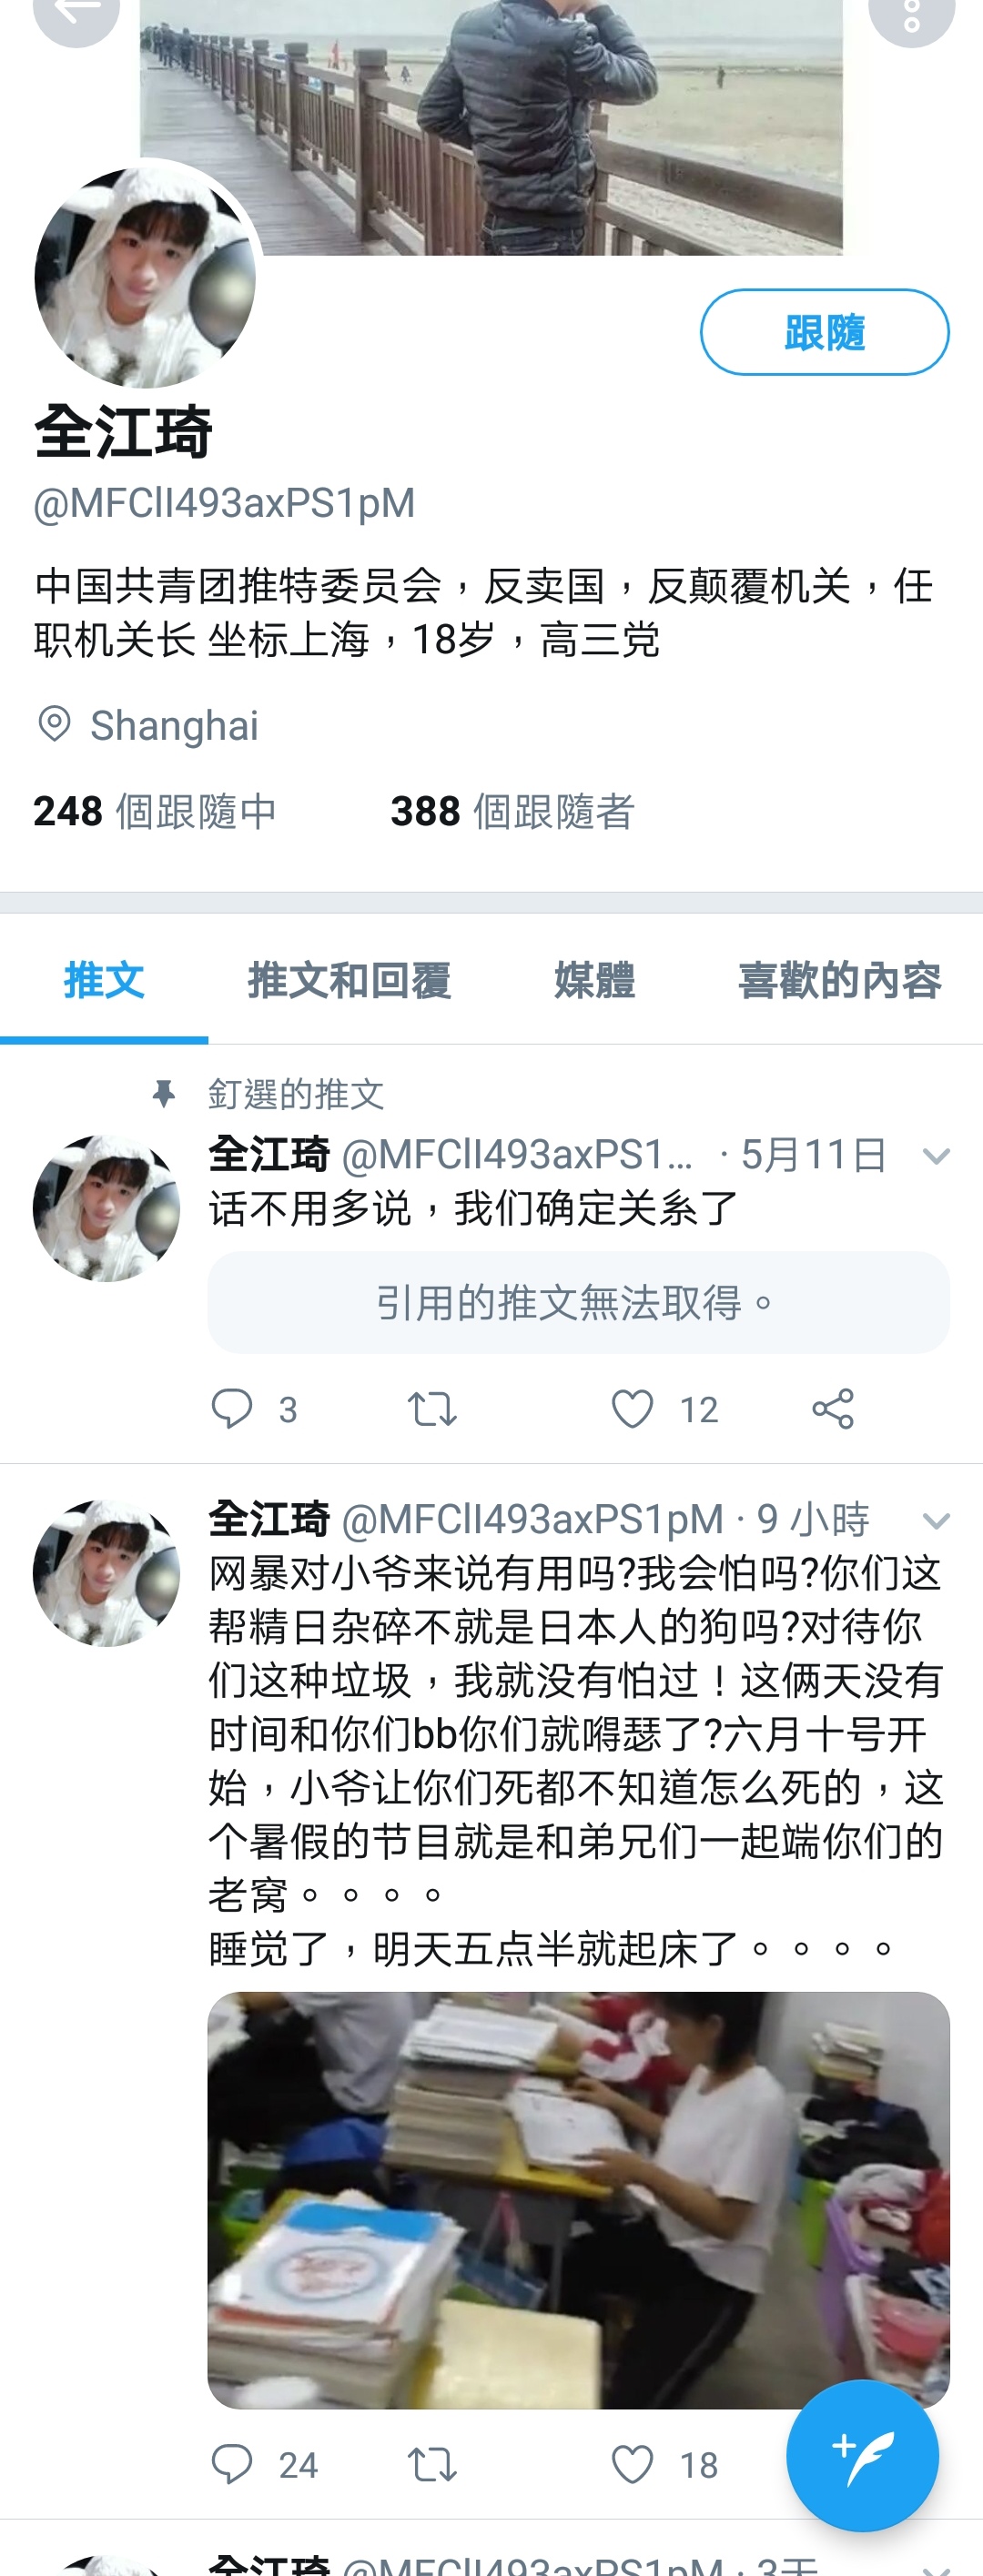 跟隨
全江琦
@MFClI493axPS1pM
中国共青团推特委员会，反卖国，反颠覆机关，任
职机关长 坐标上海，18岁，高三党
Shanghai
248 個跟隨中 388 個跟隨者
推文 推文和回覆 媒體 喜歡的內容
釘選的推文
全江琦 @MFClI493axPS1... · 5月11日
话不用多说，我们确定关系了
引用的推文無法取得。
3 12
全江琦 @MFClI493axPS1pM · 9 小時
网暴对小爷来说有用吗?我会怕吗?你们这
帮精日杂碎不就是日本人的狗吗?对待你
们这种垃圾，我就没有怕过！这俩天没有
时间和你们bb你们就嘚瑟了?六月十号开
始，小爷让你们死都不知道怎么死的，这
个暑假的节目就是和弟兄们一起端你们的
老窝。。。。
睡觉了，明天五点半就起床了。。。。
24 18
全江琦 @MFClI493axPS1pM · 3天